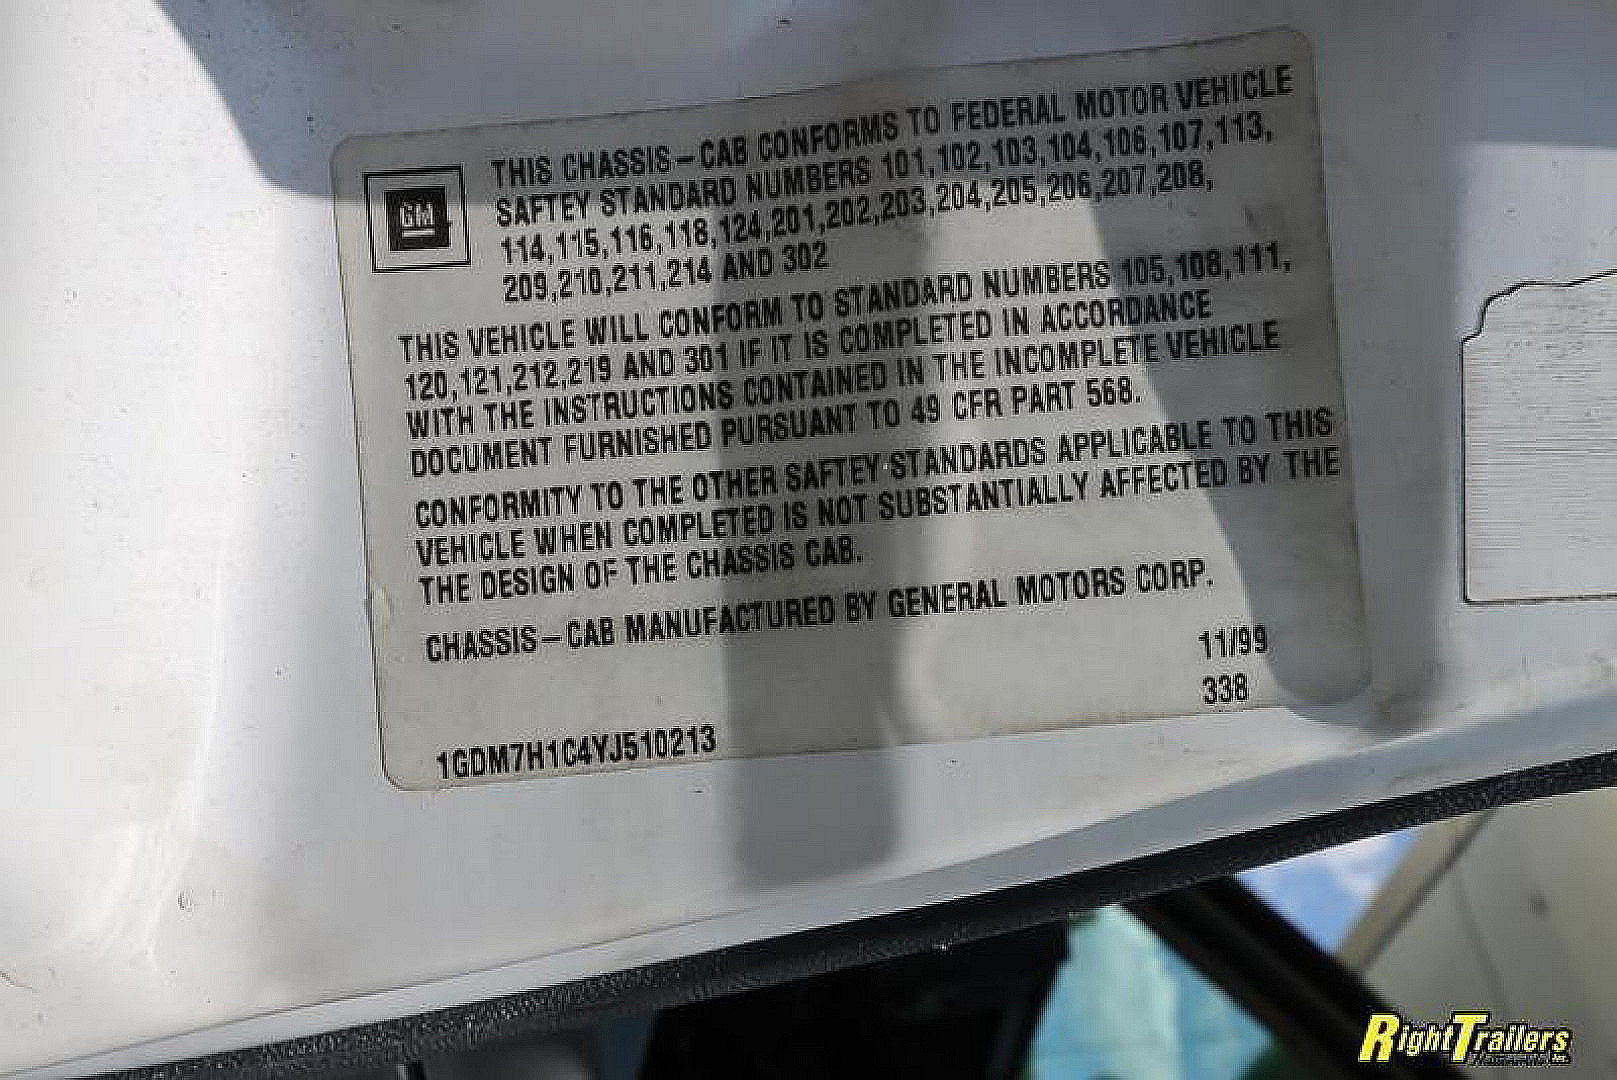 GM
THIS CHASSIS-CAB CONFORMS TO FEDERAL MOTOR VEHICLE
SAFTEY STANDARD NUMBERS 101,102,103,104,106,107,113,
114,115,116,118,124,201,202,203,204,205,206,207,208,
209,210,211,214 AND 302
THIS VEHICLE WILL CONFORM TO STANDARD NUMBERS 105,108,111,
120,121,212,219 AND 301 IF IT IS COMPLETED IN ACCORDANCE
WITH THE INSTRUCTIONS CONTAINED IN THE INCOMPLETE VEHICLE
DOCUMENT FURNISHED PURSUANT TO 49 CFR PART 568.
CONFORMITY TO THE OTHER SAFTEY STANDARDS APPLICABLE TO THIS
VEHICLE WHEN COMPLETED IS NOT SUBSTANTIALLY AFFECTED BY THE
THE DESIGN OF THE CHASSIS CAB.
CHASSIS-CAB MANUFACTURED BY GENERAL MOTORS CORP.
11/99
338
1GDM7H1C4YJ510213
RightTrailers
Inc.